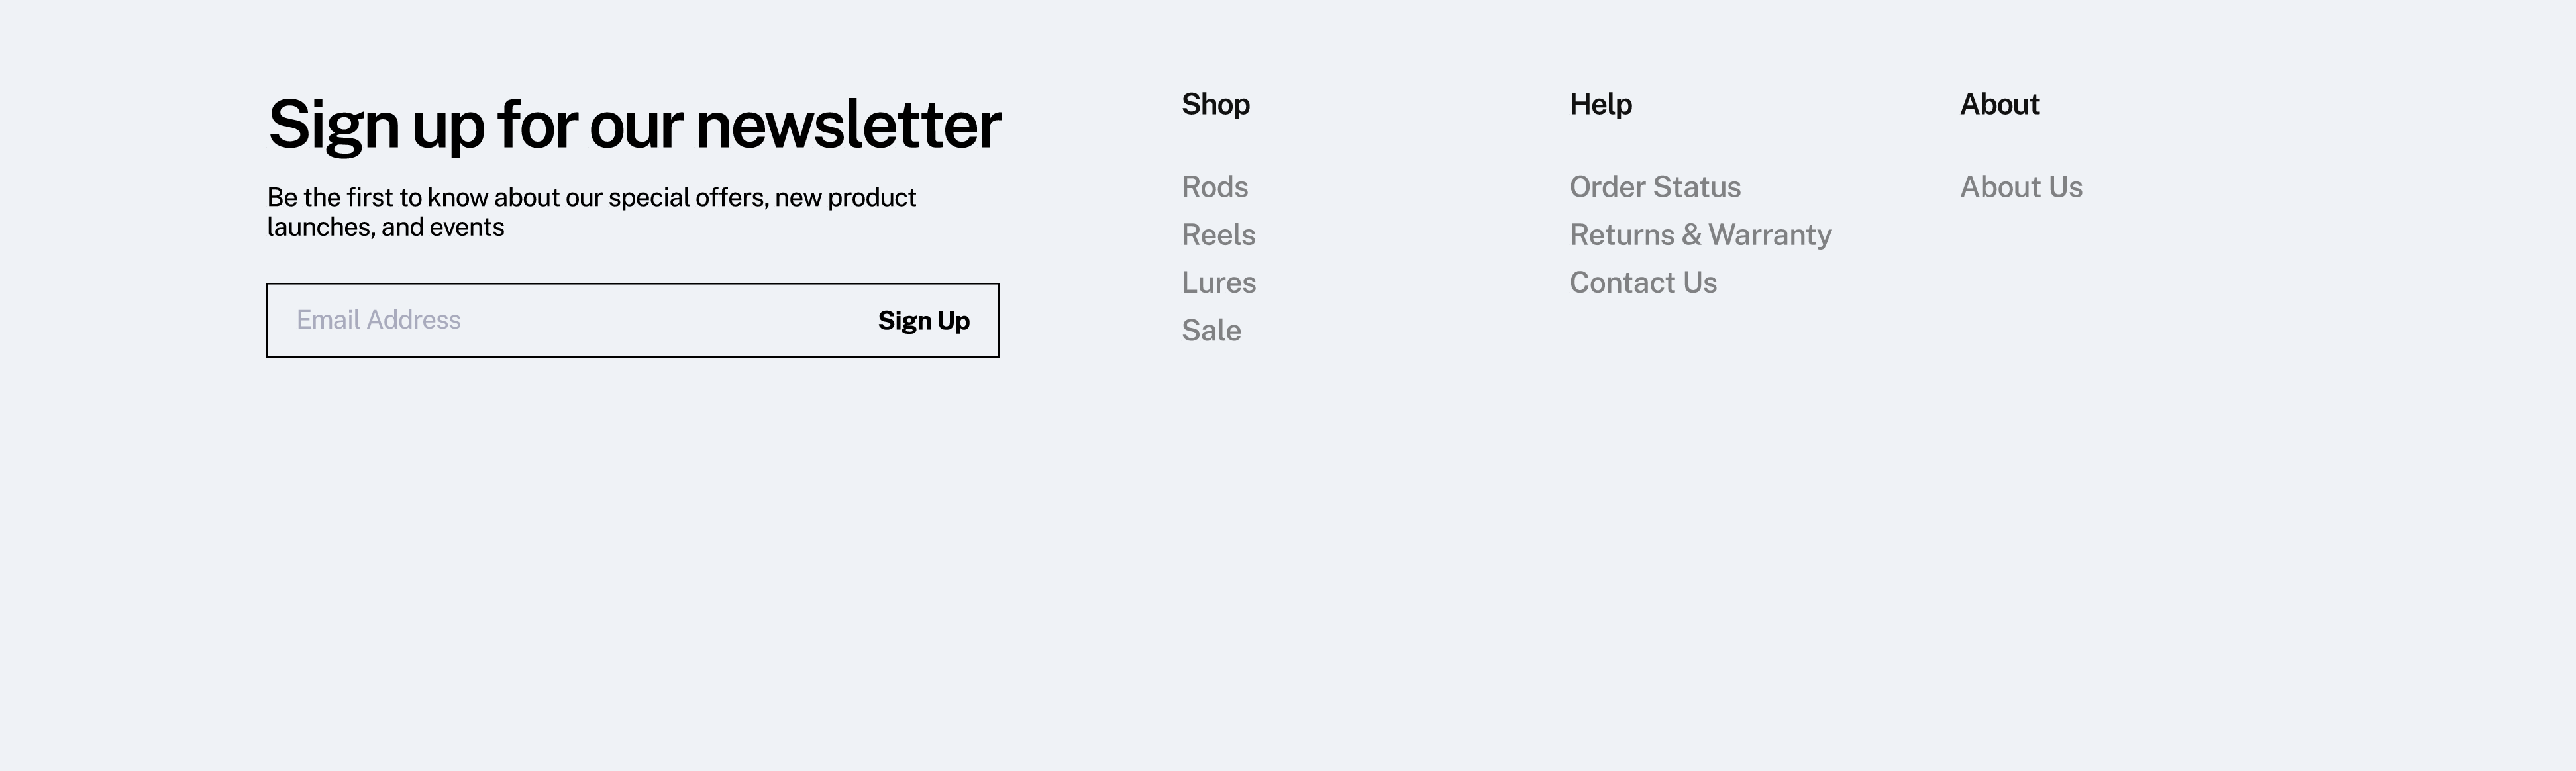 Sign up for our newsletter
Be the first to know about our special offers, new product
launches, and events
Email Address
Sign Up
Shop
Rods
Reels
Lures
Sale
Help
Order Status
Returns & Warranty
Contact Us
About
About Us